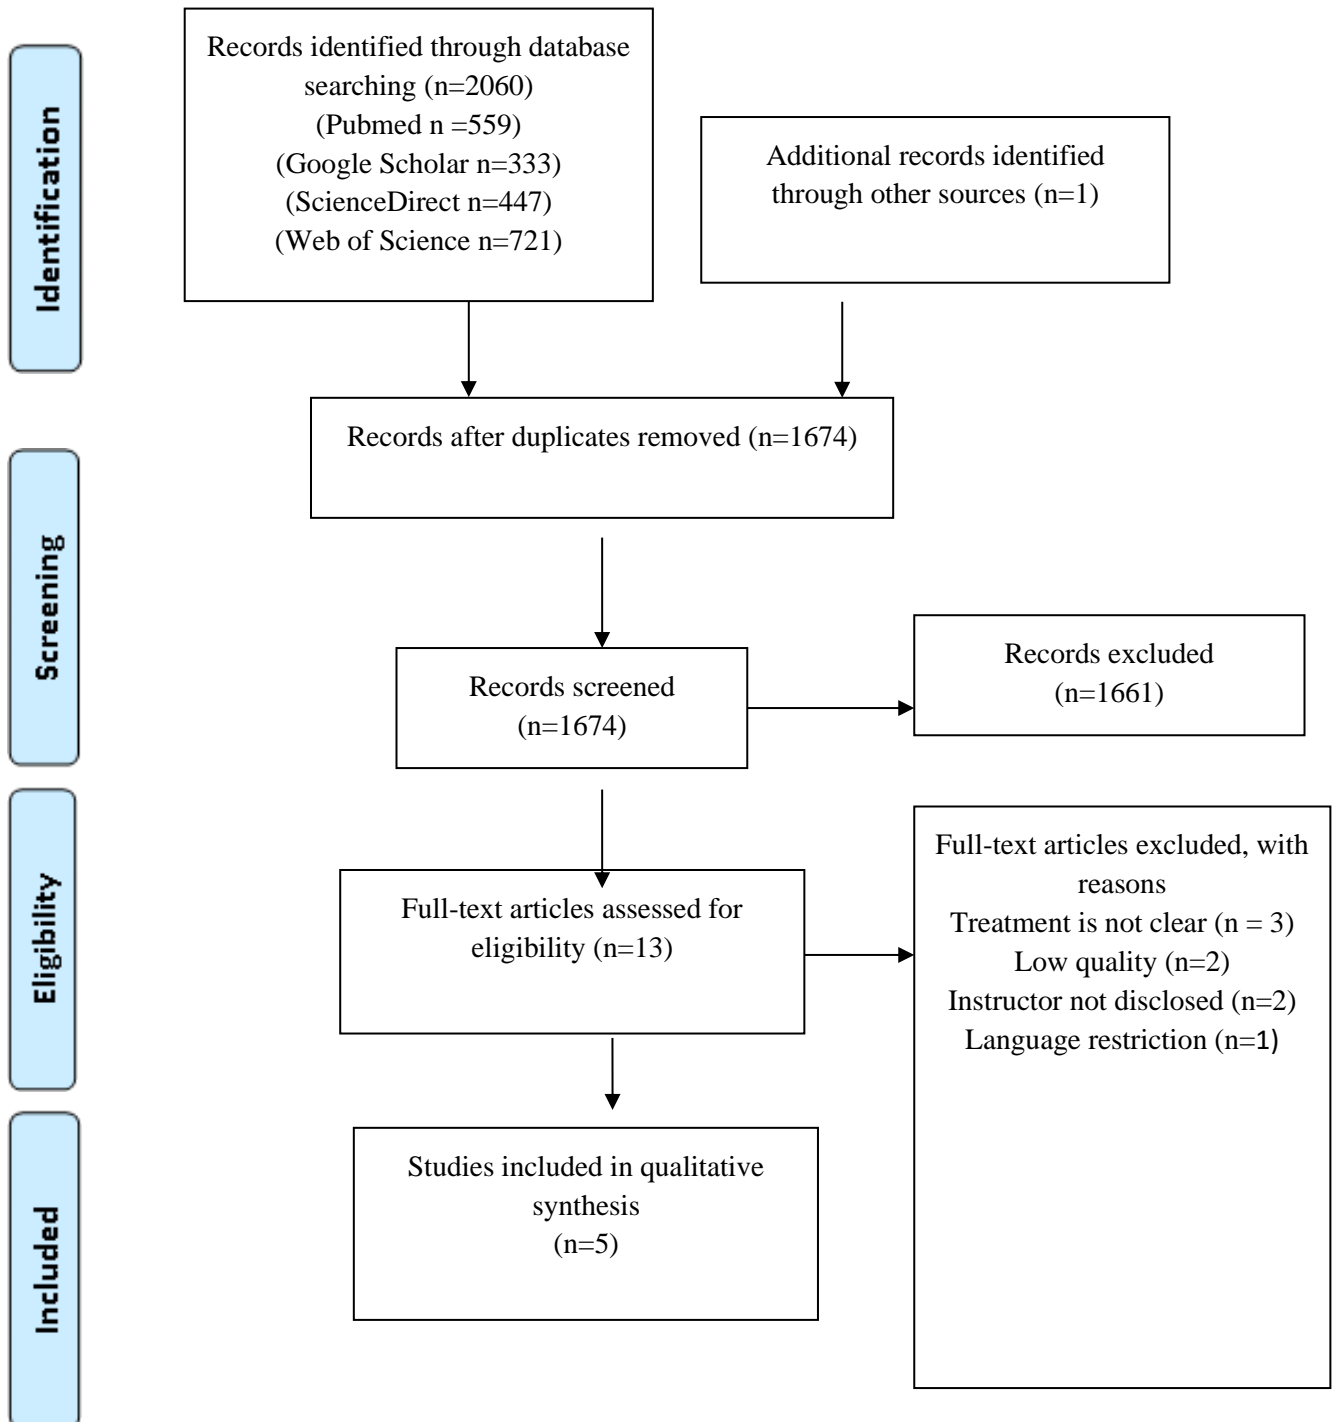 Identification
Records identified through database
searching (n=2060)
(Pubmed n =559)
(Google Scholar n=333)
(ScienceDirect n=447)
(Web of Science n=721)
Additional records identified
through other sources (n=1)
Records after duplicates removed (n=1674)
Screening
Records screened
(n=1674)
Records excluded
(n=1661)
Eligibility
Full-text articles assessed for
eligibility (n=13)
Full-text articles excluded, with
reasons
Treatment is not clear (n = 3)
Low quality (n=2)
Instructor not disclosed (n=2)
Language restriction (n=1)
Included
Studies included in qualitative
synthesis
(n=5)